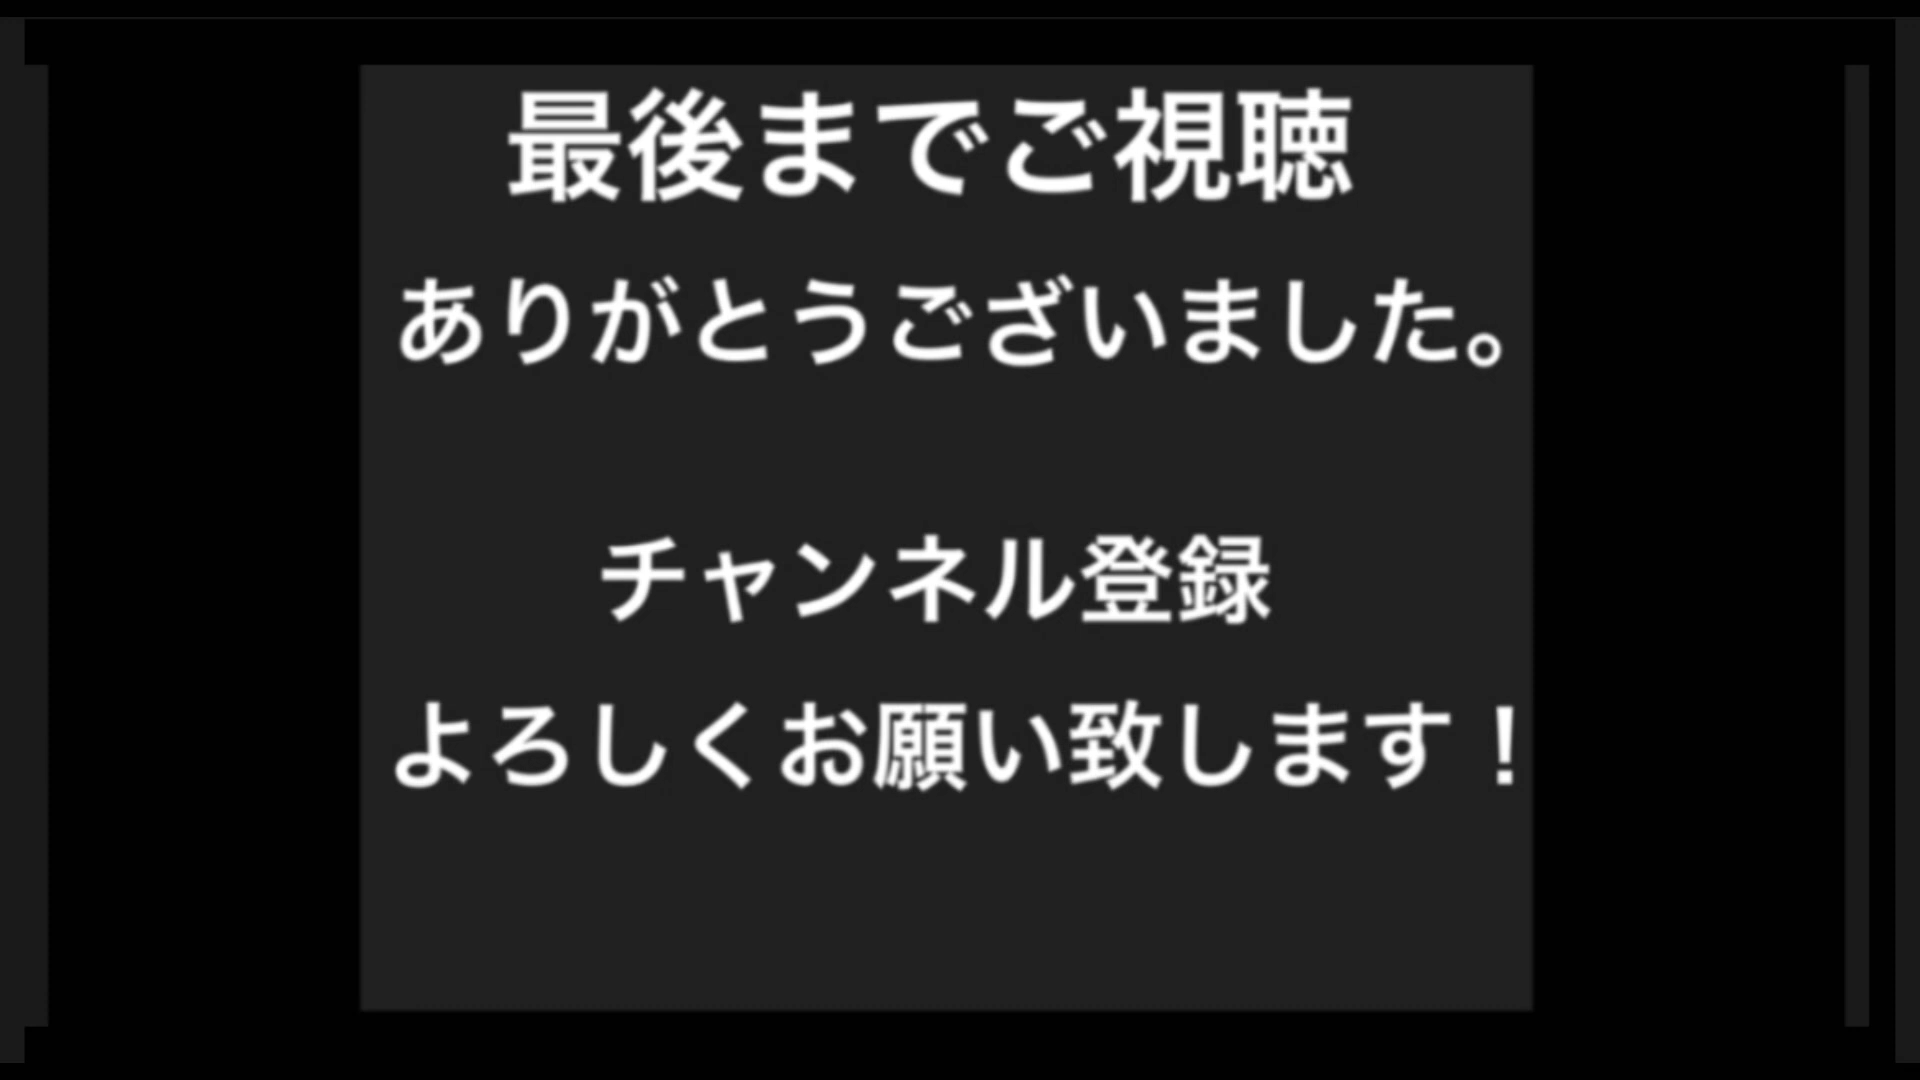 最後までご視聴
ありがとうございました。
チャンネル登録
よろしくお願い致します！